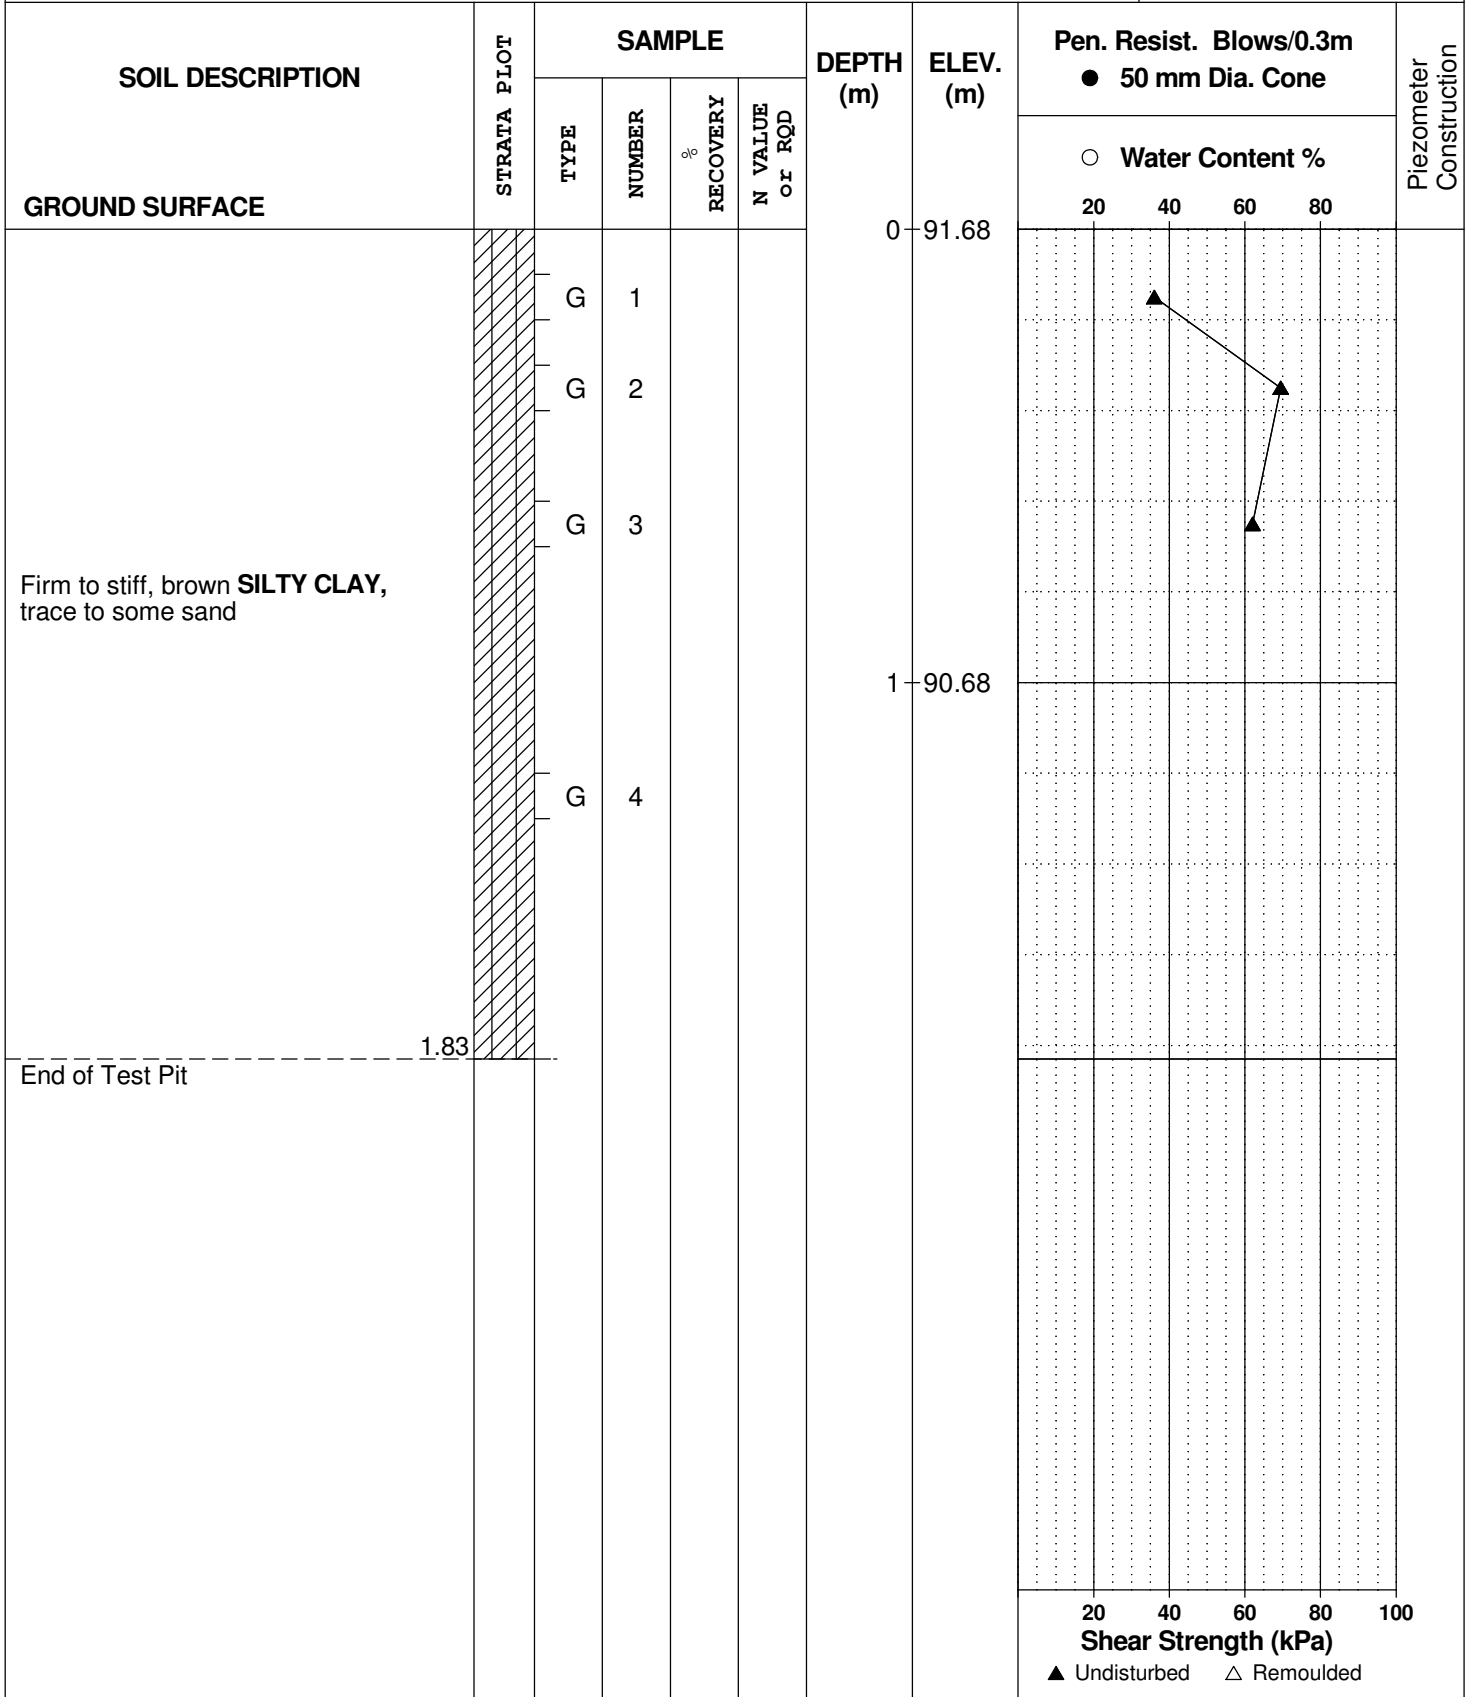 SOIL DESCRIPTION
GROUND SURFACE
STRATA PLOT
SAMPLE
TYPE
NUMBER
%
RECOVERY
N VALUE
or RQD
DEPTH
(m)
ELEV.
(m)
Pen. Resist. Blows/0.3m
● 50 mm Dia. Cone
○ Water Content %
20 40 60 80
Piezometer
Construction
0 91.68
G 1
G 2
G 3
Firm to stiff, brown SILTY CLAY,
trace to some sand
1 90.68
G 4
1.83
End of Test Pit
20 40 60 80 100
Shear Strength (kPa)
▲ Undisturbed △ Remoulded